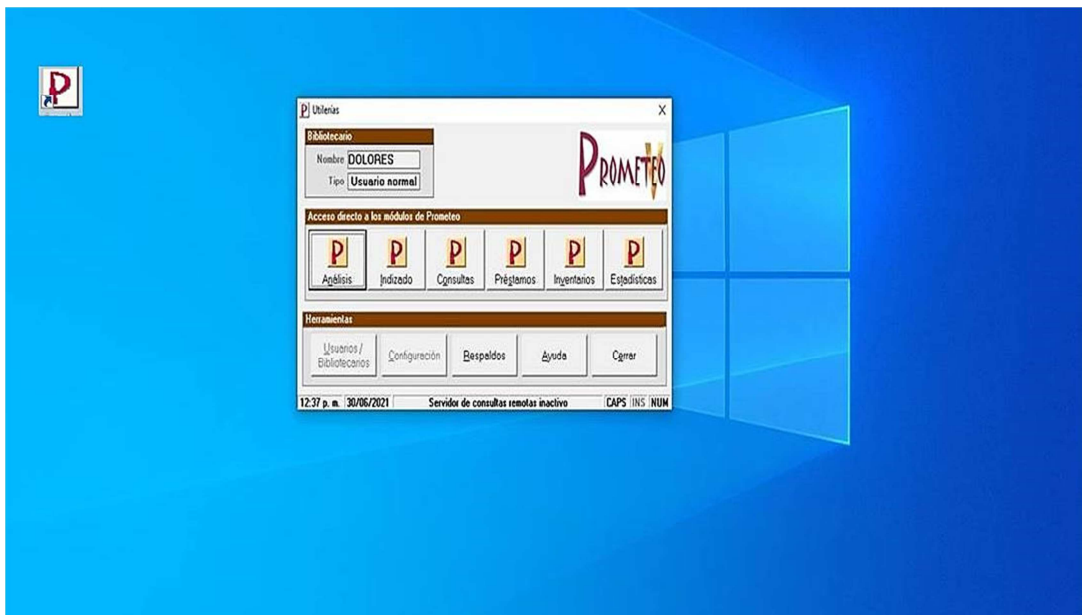 P
P Utilerias X
Bibliotecario
Nombre DOLORES
Tipo Usuario normal
PROMETEO V
Acceso directo a los módulos de Prometeo
P P P P P P
Análisis Indizado Consultas Préstamos Inventarios Estadísticas
Herramientas
Usuarios / Bibliotecarios Configuración Respaldos Ayuda Cerrar
12:37 p. m. 30/06/2021 Servidor de consultas remotas inactivo CAPS INS NUM